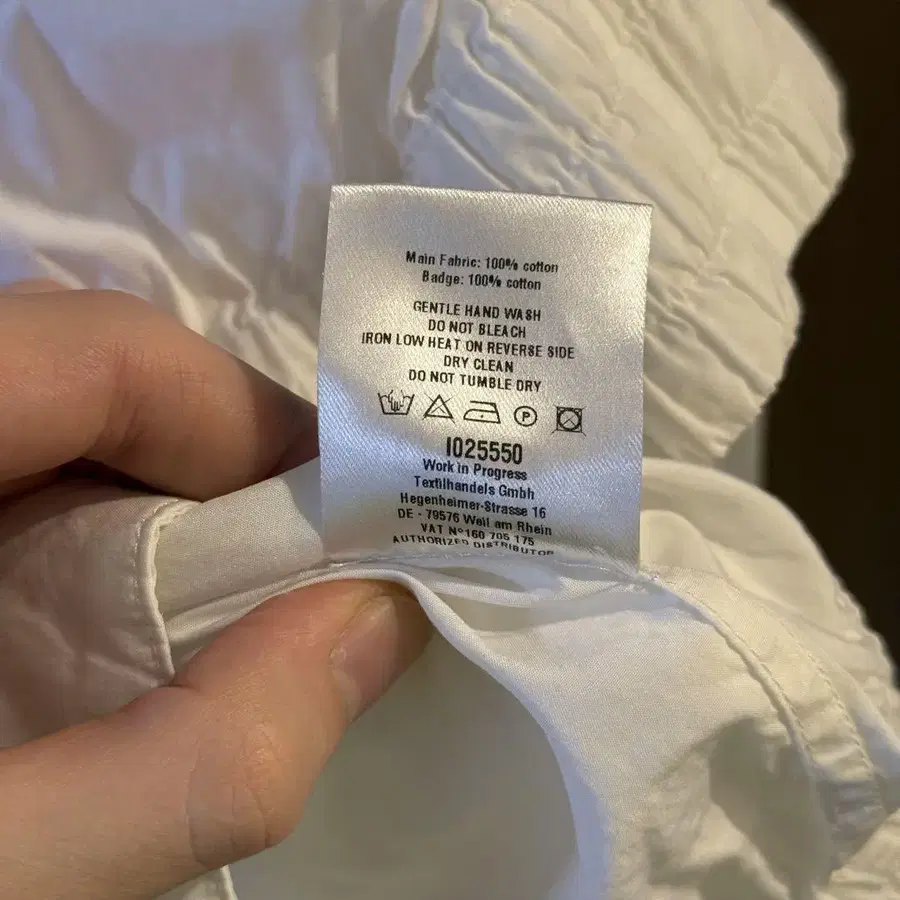 Main Fabric: 100% cotton
Badge: 100% cotton
GENTLE HAND WASH
DO NOT BLEACH
IRON LOW HEAT ON REVERSE SIDE
DRY CLEAN
DO NOT TUMBLE DRY
P
I025550
Work in Progress
Textilhandels Gmbh
Hegenheimer-Strasse 16
DE - 79576 Weil am Rhein
VAT N° 160 705 175
AUTHORIZED DISTRIBUTOR